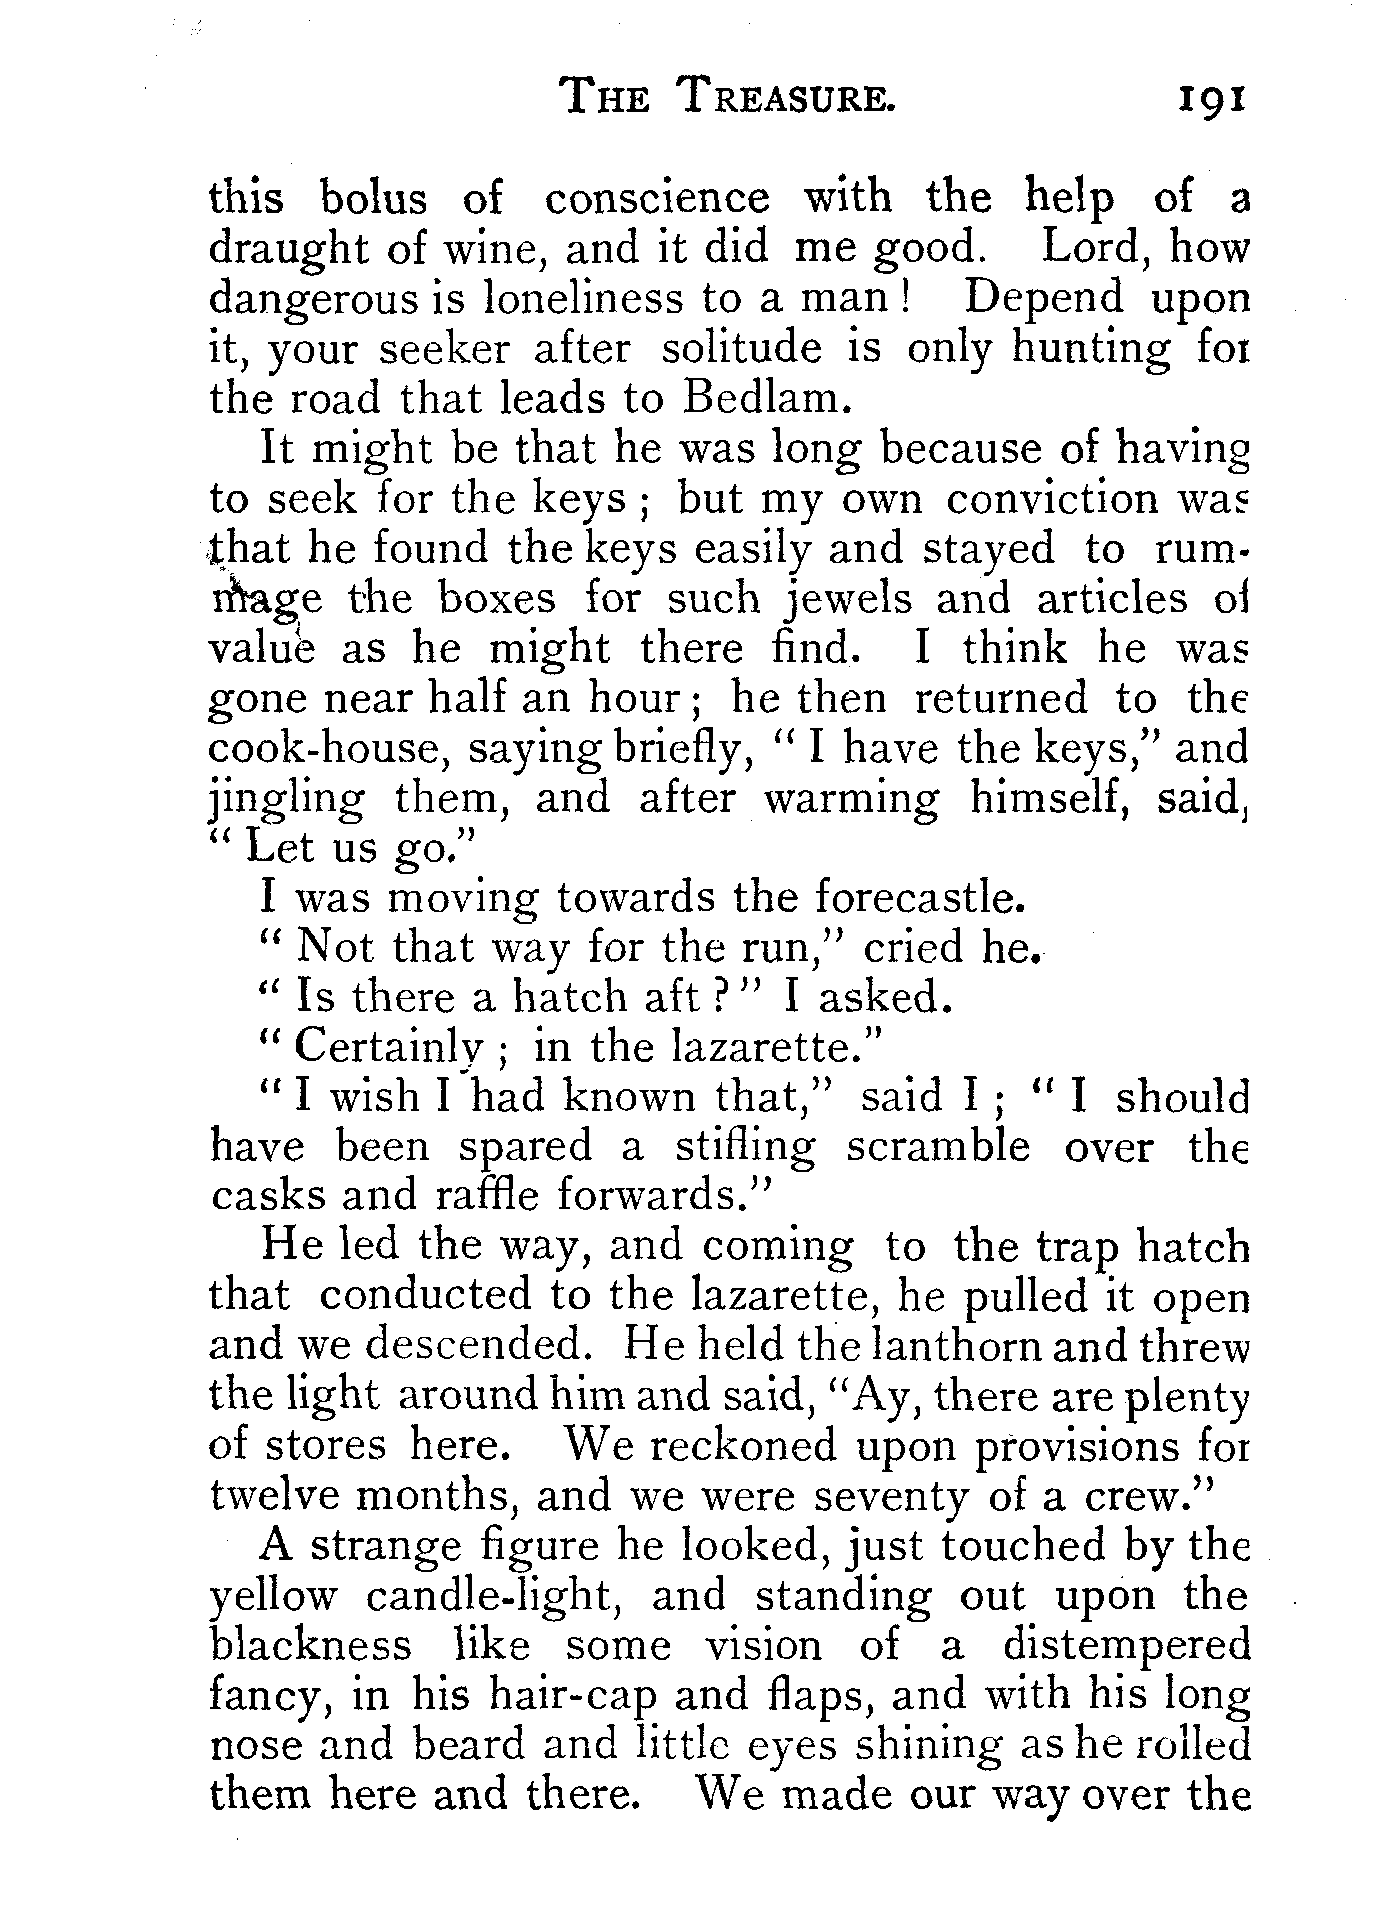 THE TREASURE. 191
this bolus of conscience with the help of a
draught of wine, and it did me good. Lord, how
dangerous is loneliness to a man ! Depend upon
it, your seeker after solitude is only hunting for
the road that leads to Bedlam.
It might be that he was long because of having
to seek for the keys ; but my own conviction was
that he found the keys easily and stayed to rum-
mage the boxes for such jewels and articles of
value as he might there find. I think he was
gone near half an hour ; he then returned to the
cook-house, saying briefly, " I have the keys," and
jingling them, and after warming himself, said,
" Let us go."
I was moving towards the forecastle.
" Not that way for the run," cried he.
" Is there a hatch aft ? " I asked.
" Certainly ; in the lazarette."
" I wish I had known that," said I ; " I should
have been spared a stifling scramble over the
casks and raffle forwards."
He led the way, and coming to the trap hatch
that conducted to the lazarette, he pulled it open
and we descended. He held the lanthorn and threw
the light around him and said, "Ay, there are plenty
of stores here. We reckoned upon provisions for
twelve months, and we were seventy of a crew."
A strange figure he looked, just touched by the
yellow candle-light, and standing out upon the
blackness like some vision of a distempered
fancy, in his hair-cap and flaps, and with his long
nose and beard and little eyes shining as he rolled
them here and there. We made our way over the